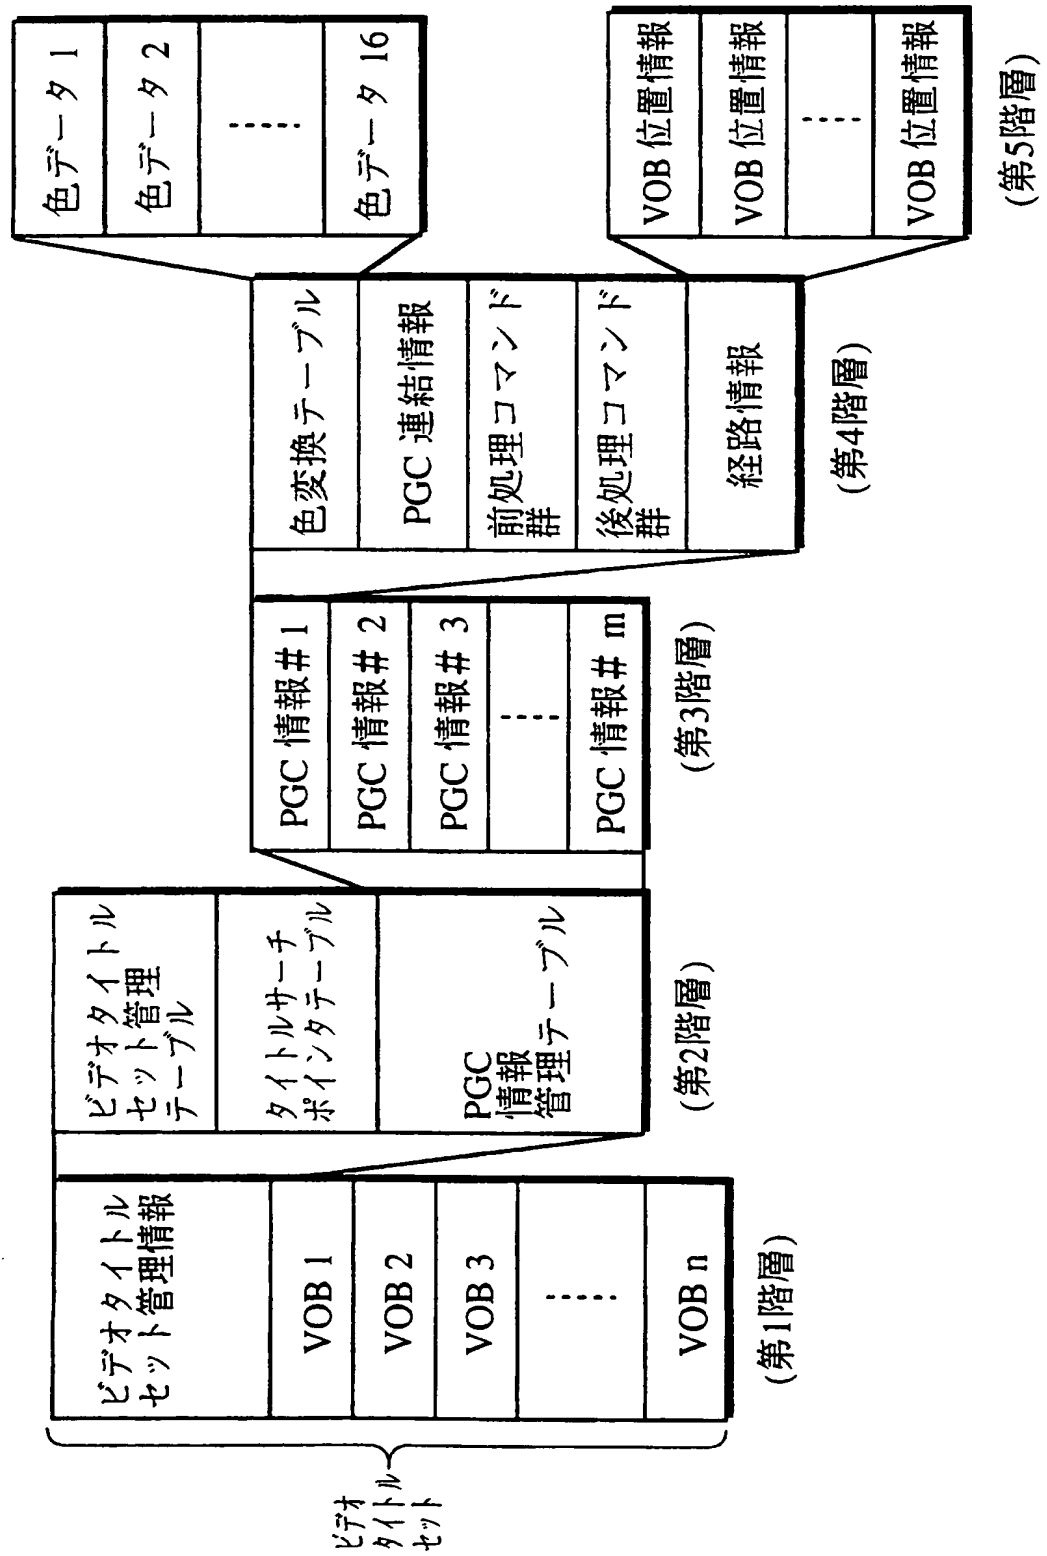 ビデオ
タイトル
セット
ビデオタイトル
セット管理情報
VOB 1
VOB 2
VOB 3
VOB n
(第1階層)
ビデオタイトル
セット管理
テーブル
タイトルサーチ
ポインタテーブル
PGC
情報
管理テーブル
(第2階層)
PGC 情報# 1
PGC 情報# 2
PGC 情報# 3
PGC 情報# m
(第3階層)
色変換テーブル
PGC 連結情報
前処理コマンド
群
後処理コマンド
群
経路情報
(第4階層)
色データ 1
色データ 2
色データ 16
VOB 位置情報
VOB 位置情報
VOB 位置情報
(第5階層)